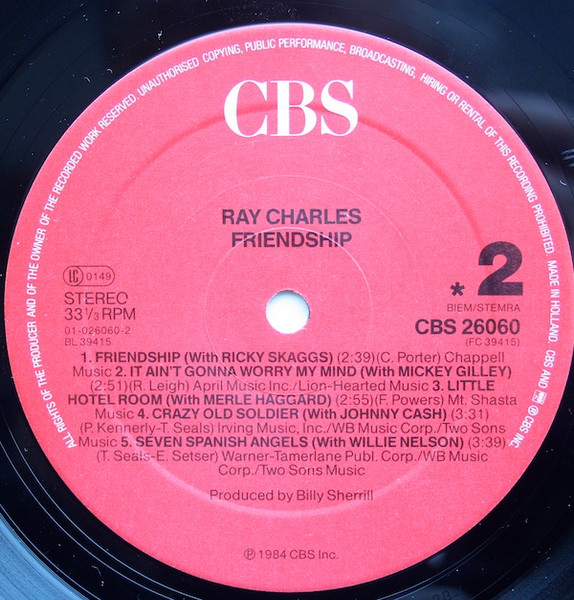 ALL RIGHTS OF THE PRODUCER AND OF THE OWNER OF THE RECORDED WORK RESERVED. UNAUTHORISED COPYING, PUBLIC PERFORMANCE, BROADCASTING, HIRING OR RENTAL OF THIS RECORDING PROHIBITED. MADE IN HOLLAND. CBS AND ® CBS INC.
CBS
RAY CHARLES
FRIENDSHIP
LC 0149
STEREO
33⅓ RPM
01-026060-2
BL 39415
* 2
BIEM/STEMRA
CBS 26060
(FC 39415)
1. FRIENDSHIP (With RICKY SKAGGS) (2:39)(C. Porter) Chappell
Music 2. IT AIN'T GONNA WORRY MY MIND (With MICKEY GILLEY)
(2:51)(R. Leigh) April Music Inc./Lion-Hearted Music 3. LITTLE
HOTEL ROOM (With MERLE HAGGARD) (2:55)(F. Powers) Mt. Shasta
Music 4. CRAZY OLD SOLDIER (With JOHNNY CASH) (3:31)
(P. Kennerly-T. Seals) Irving Music, Inc./WB Music Corp./Two Sons
Music 5. SEVEN SPANISH ANGELS (With WILLIE NELSON) (3:39)
(T. Seals-E. Setser) Warner-Tamerlane Publ. Corp./WB Music
Corp./Two Sons Music
Produced by Billy Sherrill
℗ 1984 CBS Inc.